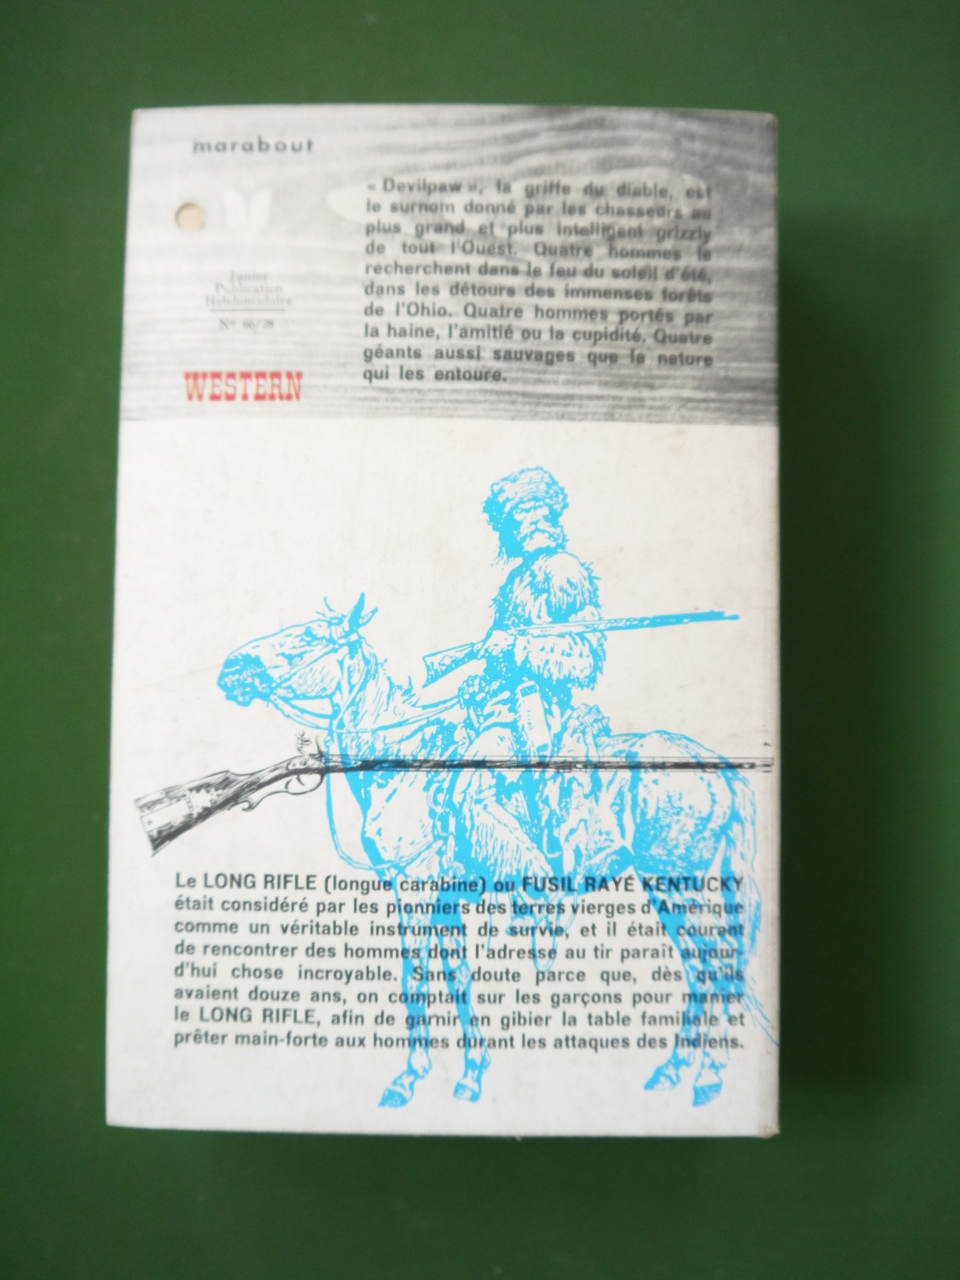 marabout
« Devilpaw », la griffe du diable, est
le surnom donné par les chasseurs au
plus grand et plus intelligent grizzly
de tout l'Ouest. Quatre hommes le
recherchent dans le feu du soleil d'été,
dans les détours des immenses forêts
de l'Ohio. Quatre hommes portés par
la haine, l'amitié ou la cupidité. Quatre
géants aussi sauvages que la nature
qui les entoure.
Junior
Publication
Hebdomadaire
N° 66/28
WESTERN
Le LONG RIFLE (longue carabine) ou FUSIL RAYÉ KENTUCKY
était considéré par les pionniers des terres vierges d'Amérique
comme un véritable instrument de survie, et il était courant
de rencontrer des hommes dont l'adresse au tir paraît aujour-
d'hui chose incroyable. Sans doute parce que, dès qu'ils
avaient douze ans, on comptait sur les garçons pour manier
le LONG RIFLE, afin de garnir en gibier la table familiale et
prêter main-forte aux hommes durant les attaques des Indiens.